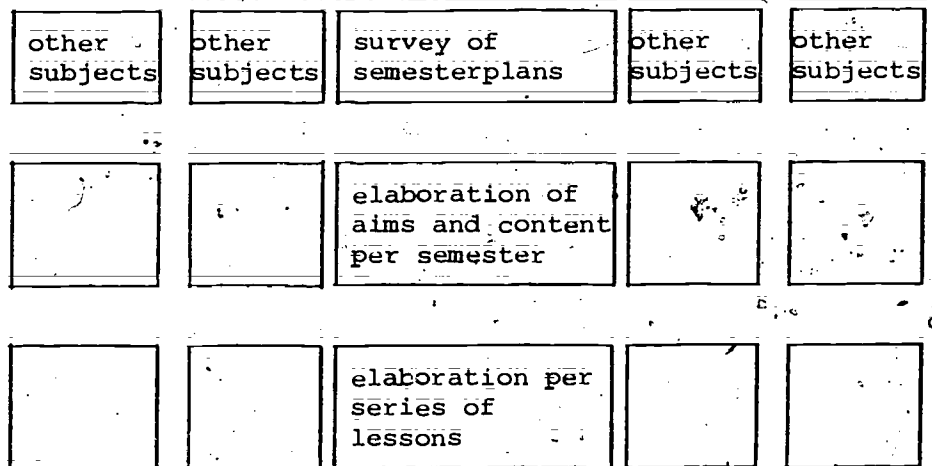 other
subjects
other
subjects
survey of
semesterplans
other
subjects
other
subjects
elaboration of
aims and content
per semester
elaboration per
series of
lessons